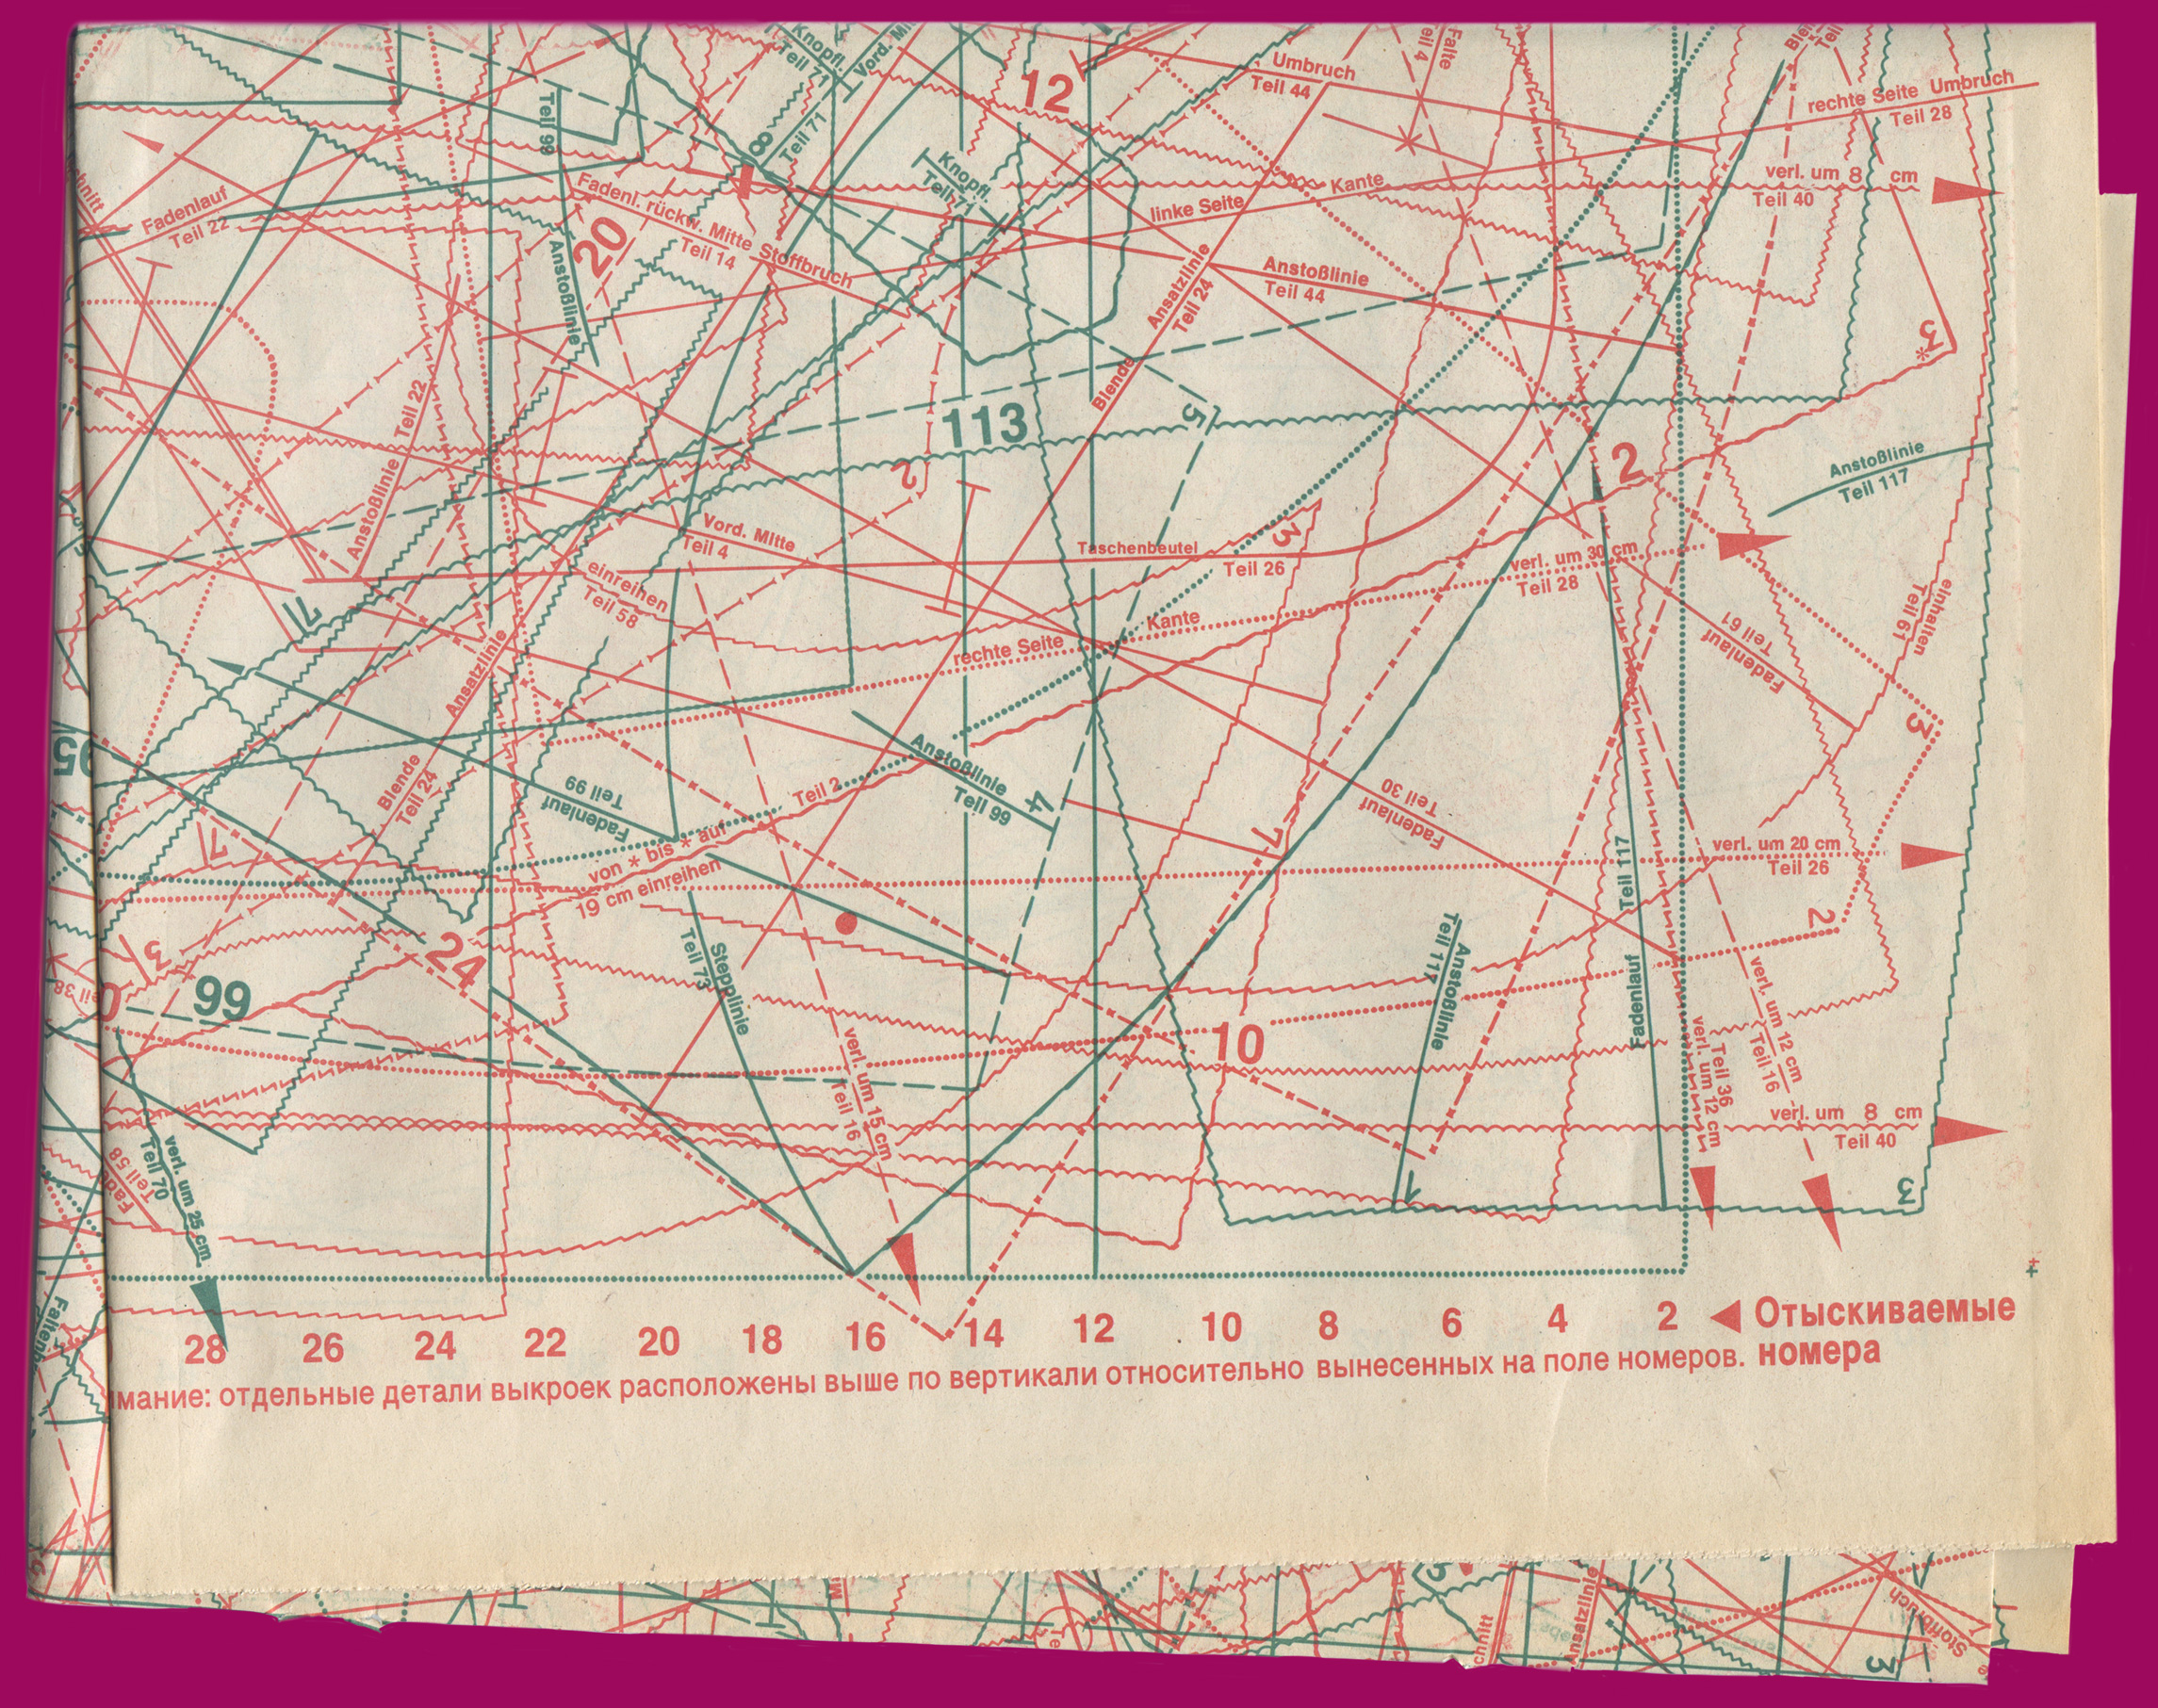 Knopfl.
Teil 71
Vord.
Teil 71
8
12
Umbruch
Teil 44
Falte
Teil 4
rechte Seite Umbruch
Teil 28
Teil 99
Anstoßlinie
Knopfl.
Teil 71
verl. um 8 cm
Teil 40
Fadenlauf
Teil 22
Fadenl. rückw. Mitte Stoffbruch
Teil 14
20
1
linke Seite Kante
Ansatzlinie
Teil 24
Blende
Anstoßlinie
Teil 44
3
*
Anstoßlinie Teil 22
113
5
2
2
Anstoßlinie
Teil 117
Vord. Mitte
Teil 4
Taschenbeutel
Teil 26
3
verl. um 30 cm
Teil 28
einreihen
Teil 58
71
rechte Seite Kante
Fadenlauf
Teil 61
einhalten
Teil 61
3
Ansatzlinie
Blende
Teil 24
95
Fadenlauf
Teil 99
Anstoßlinie
Teil 66
4
Teil 2
von * bis * auf
19 cm einreihen
7
Fadenlauf
Teil 30
verl. um 20 cm
Teil 26
71
2
3
24
99
Teil 38
Stepplinie
Teil 73
10
Anstoßlinie
Teil 117
Fadenlauf
Teil 117
verl. um 12 cm
Teil 16
Teil 36
verl. um 12 cm
verl. um 15 cm
Teil 16
verl. um 8 cm
Teil 40
Teil 58
verl. um 25 cm
Teil 70
1
3
28 26 24 22 20 18 16 14 12 10 8 6 4 2 ◄ Отыскиваемые
номера
мание: отдельные детали выкроек расположены выше по вертикали относительно вынесенных на поле номеров.
Ansatzlinie
Stoffbruch
3